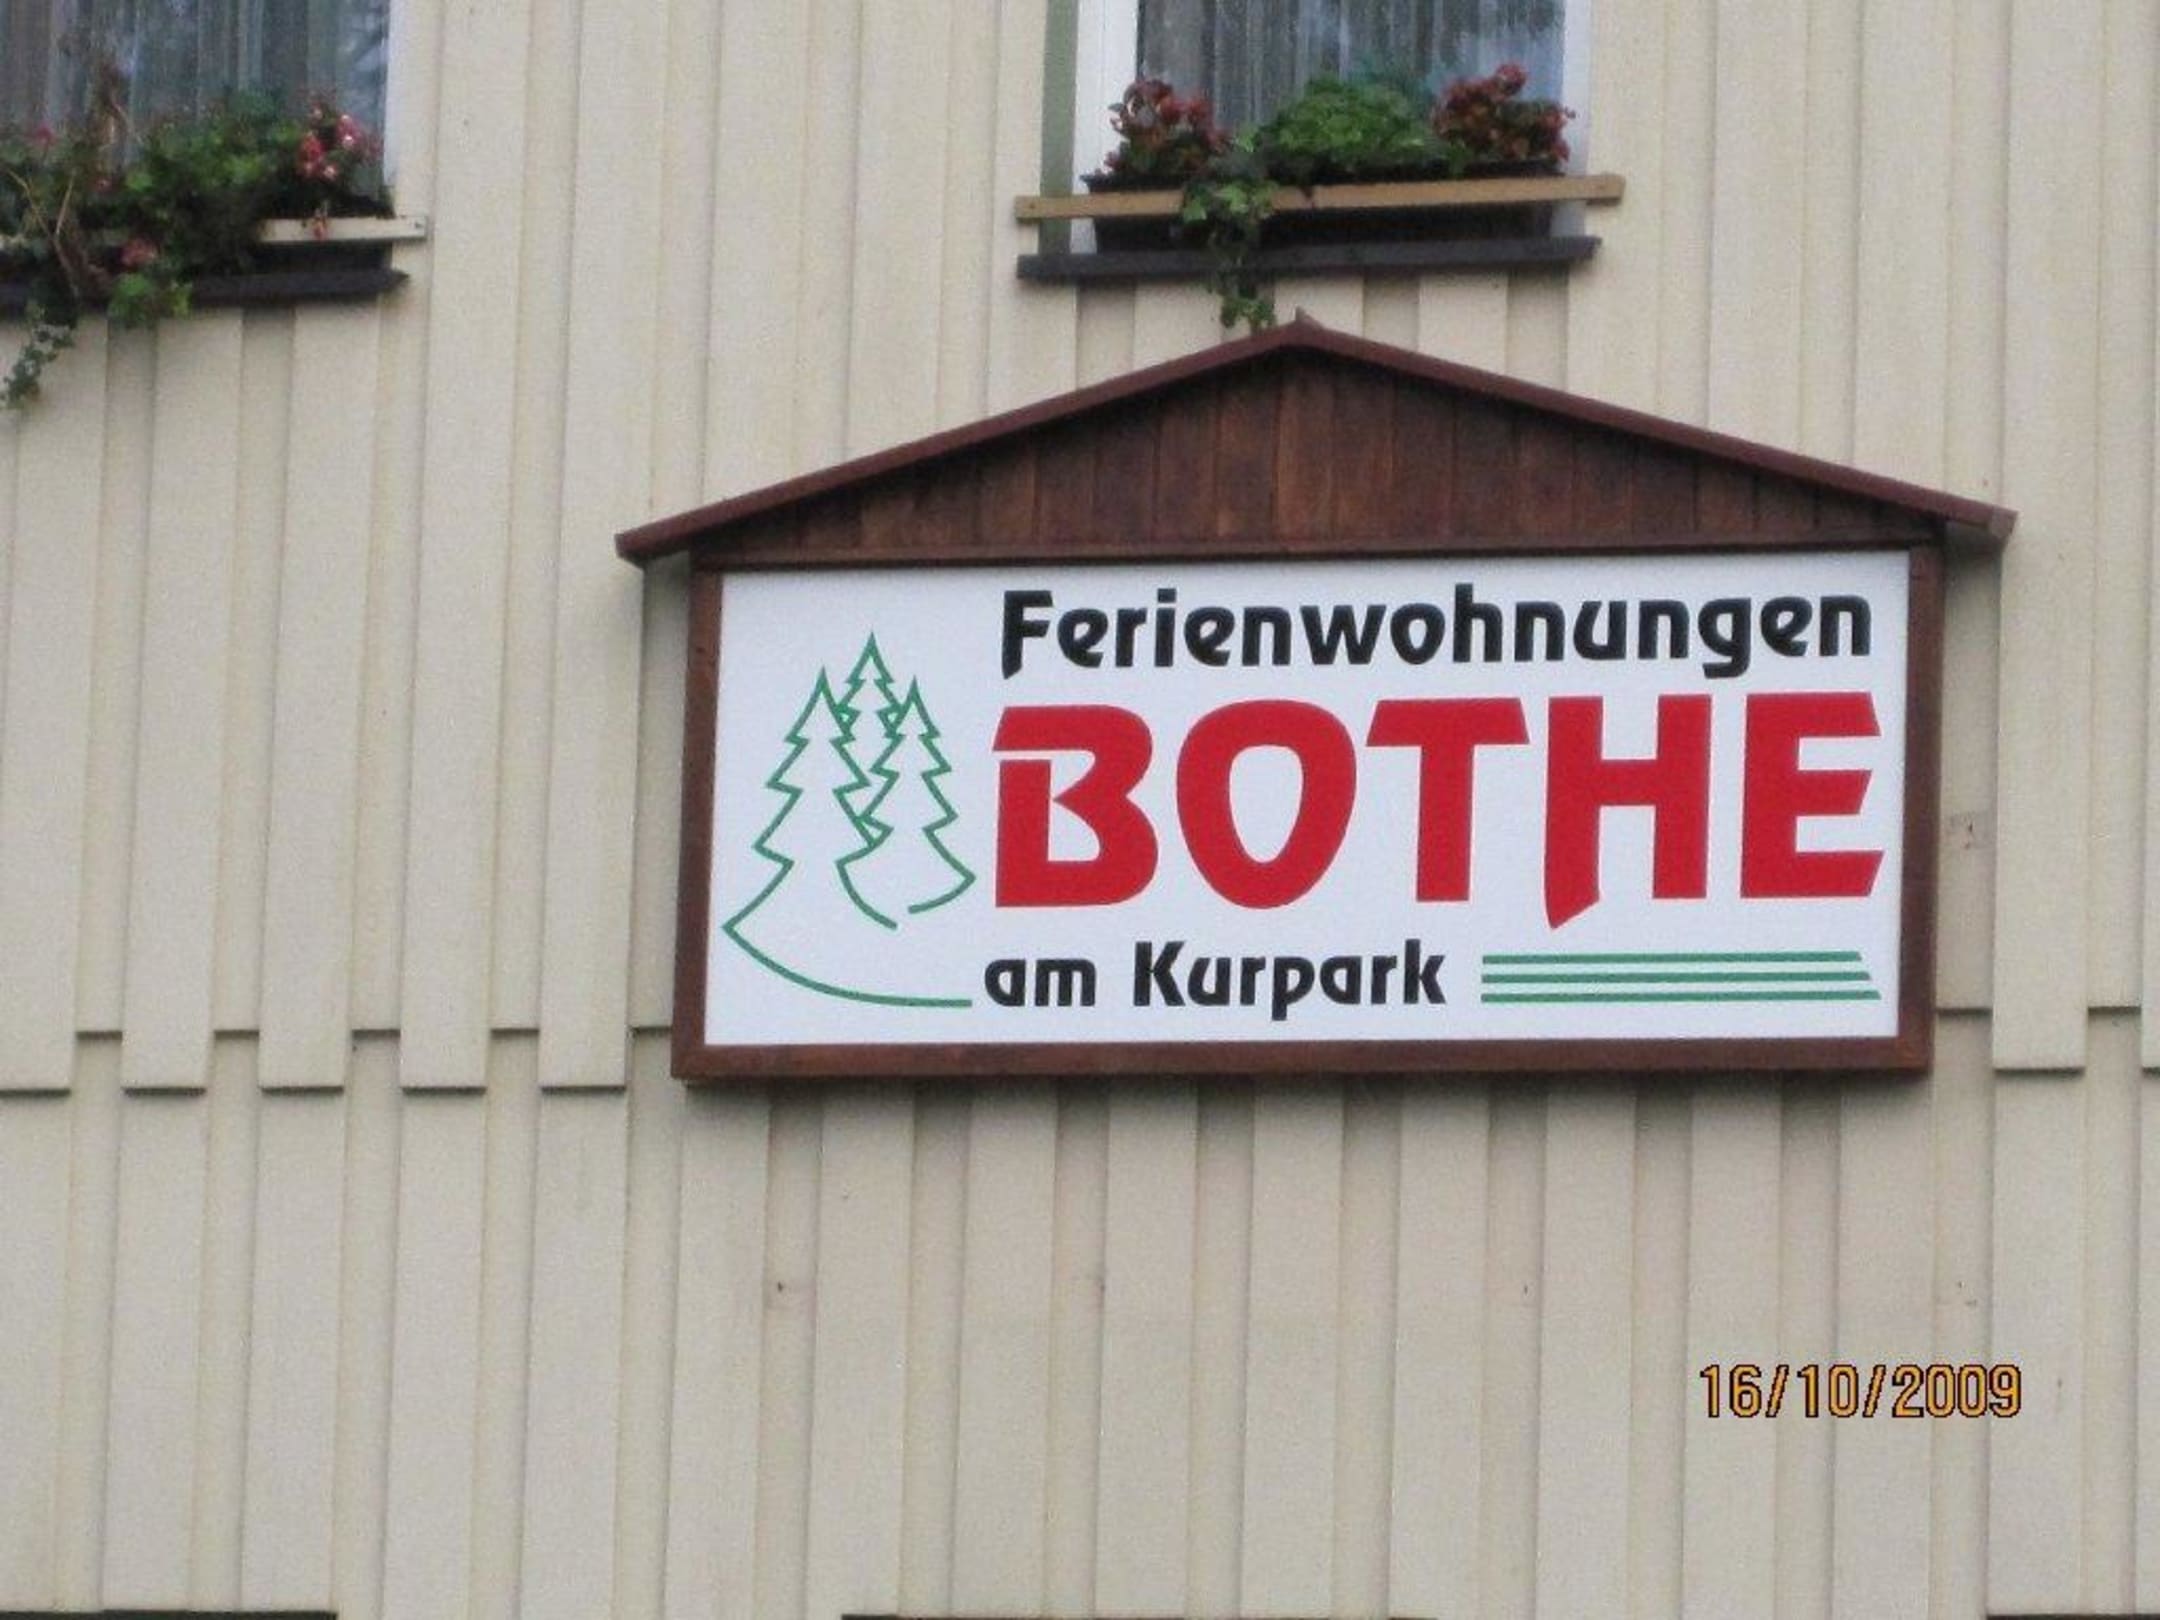 Ferienwohnungen
BOTHE
am Kurpark
16/10/2009